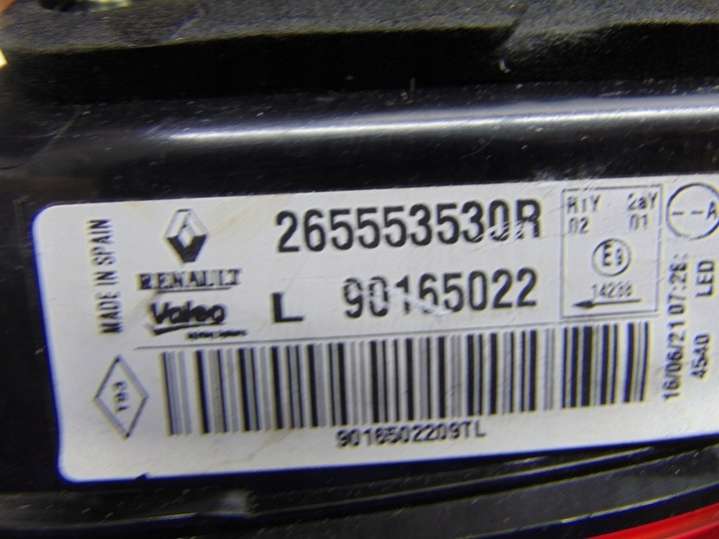 MADE IN SPAIN
RENAULT
265553530R
Valeo
L 90165022
R1Y 2aY
02 01
E9
--A
LED
4540
16/06/21 07:26:
T03
9016502209TL